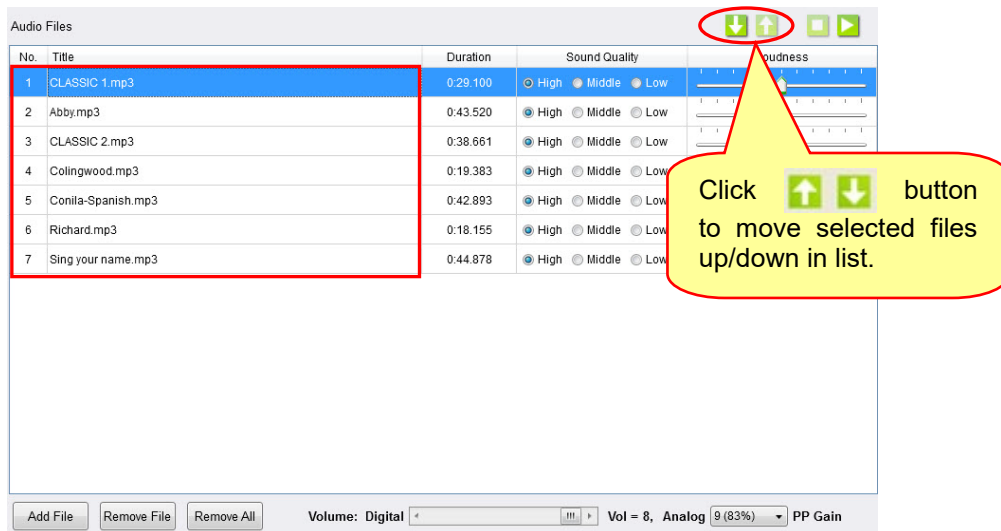 Audio Files
No. Title Duration Sound Quality oudness
1 CLASSIC 1.mp3 0:29.100 High Middle Low
2 Abby.mp3 0:43.520 High Middle Low
3 CLASSIC 2.mp3 0:38.661 High Middle Low
4 Colingwood.mp3 0:19.383 High Middle Low
5 Conila-Spanish.mp3 0:42.893 High Middle Low
6 Richard.mp3 0:18.155 High Middle Low
7 Sing your name.mp3 0:44.878 High Middle Low
Click button
to move selected files
up/down in list.
Add File Remove File Remove All Volume: Digital Vol = 8, Analog 9 (83%) PP Gain